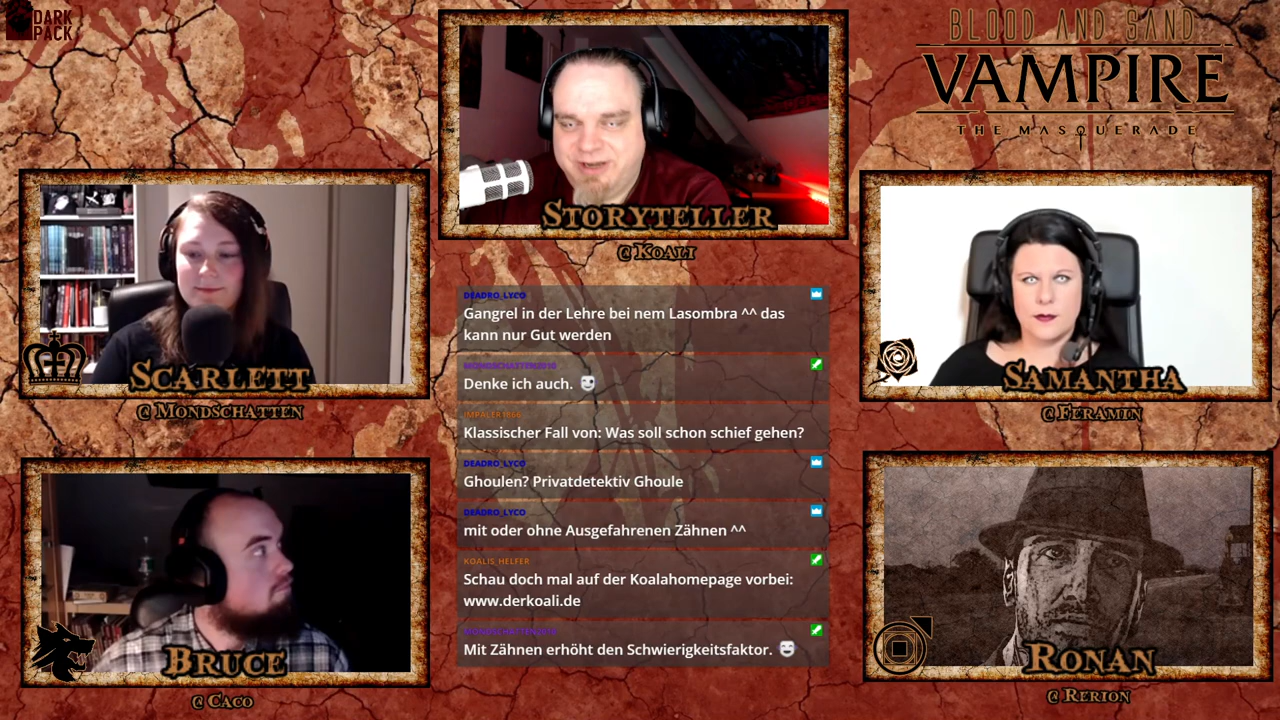 DARK
PACK
BLOOD AND SAND
VAMPIRE
THE MASQUERADE
STORYTELLER
@ KOALI
SCARLETT
@ MONDSCHATTEN
SAMANTHA
@ FERAMIN
DEADRO_LYCO
Gangrel in der Lehre bei nem Lasombra ^^ das
kann nur Gut werden
Denke ich auch.
IMPALER1666
Klassischer Fall von: Was soll schon schief gehen?
DEADRO_LYCO
Ghoulen? Privatdetektiv Ghoule
DEADRO_LYCO
mit oder ohne Ausgefahrenen Zähnen ^^
KOALIS_HELFER
Schau doch mal auf der Koalahomepage vorbei:
www.derkoali.de
Mit Zähnen erhöht den Schwierigkeitsfaktor.
BRUCE
@ CACO
RONAN
@ RERION